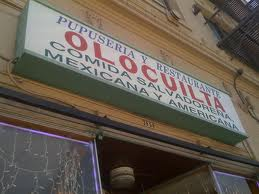 PUPUSERIA Y RESTAURANTE
OLOCUILTA
COMIDA SALVADOREÑA
MEXICANA Y AMERICANA